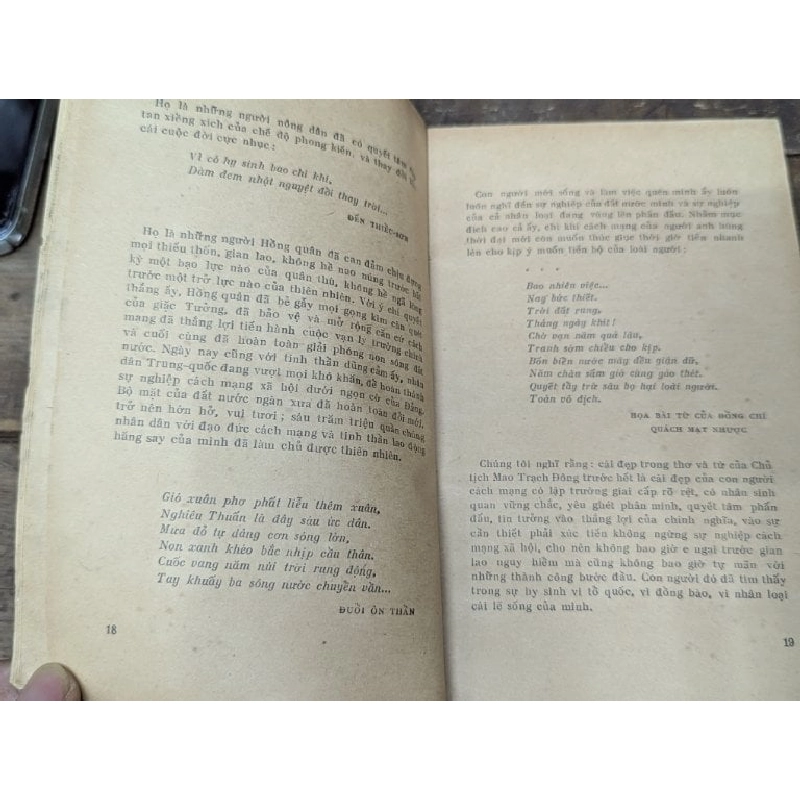 Họ là những người nông dân đã có quyết tâm
tan xiềng xích của chế độ phong kiến, và thay đổi
cái cuộc đời cực nhục :
Vì có hy sinh bao chí khí,
Dám đem nhật nguyệt đổi thay trời...
ĐẾN THIỀU-SƠN
Họ là những người Hồng quân đã can đảm chịu đựng
mọi thiếu thốn, gian lao, không hề nao núng trước bất
kỳ một bạo lực nào của quân thù, không hề ngã lòng
trước một trở lực nào của thiên nhiên. Với ý chí quyết
thắng ấy, Hồng quân đã bẻ gẫy mọi gọng kìm càn quét
của giặc Tưởng, đã bảo vệ và mở rộng căn cứ cách
mạng đã thắng lợi tiến hành cuộc vạn lý trường chinh
và cuối cùng đã hoàn toàn giải phóng non sông đất
nước. Ngày nay cũng với tinh thần dũng cảm ấy, nhân
dân Trung-quốc đang vượt mọi khó khăn, để hoàn thành
sự nghiệp cách mạng xã hội dưới ngọn cờ của Đảng.
Bộ mặt của đất nước ngàn xưa đã hoàn toàn đổi mới,
trở nên hớn hở, vui tươi ; sáu trăm triệu quần chúng
nhân dân với đạo đức cách mạng và tinh thần lao động
hăng say của mình đã làm chủ được thiên nhiên.
Gió xuân phơ phất liễu thêm xuân,
Nghiêu Thuấn là đây sáu ức dân.
Mưa đỏ tự dâng cơn sóng lớn,
Non xanh khéo bắc nhịp cầu thân.
Cuốc vang năm núi trời rung động,
Tay khuấy ba sông nước chuyển vần...
ĐUỔI ÔN THẦN
18
Con người mới sống và làm việc quên mình ấy luôn
luôn nghĩ đến sự nghiệp của đất nước mình và sự nghiệp
của cả nhân loại đang vùng lên phấn đấu. Nhằm mục
đích cao cả ấy, chí khí cách mạng của người anh hùng
thời đại mới còn muốn thúc giục thời giờ tiến nhanh
lên cho kịp ý muốn tiến bộ của loài người :
. . .
Bao nhiêu việc...
Nay bức thiết.
Trời đất rung,
Tháng ngày khít !
Chờ vạn năm quá lâu,
Tranh sớm chiều cho kịp.
Bốn biển nước mây đều giận dữ,
Năm châu sấm gió cùng gào thét.
Quyết tẩy trừ sâu bọ hại loài người.
Toàn vô địch.
HỌA BÀI TỪ CỦA ĐỒNG CHÍ
QUÁCH MẠT NHƯỢC
Chúng tôi nghĩ rằng : cái đẹp trong thơ và từ của Chủ
tịch Mao Trạch Đông trước hết là cái đẹp của con người
cách mạng có lập trường giai cấp rõ rệt, có nhân sinh
quan vững chắc, yêu ghét phân minh, quyết tâm phấn
đấu, tin tưởng vào thắng lợi của chính nghĩa, vào sự
cần thiết phải xúc tiến không ngừng sự nghiệp cách
mạng xã hội, cho nên không bao giờ e ngại trước gian
lao nguy hiểm mà cũng không bao giờ tự mãn với
những thành công bước đầu. Con người đó đã tìm thấy
trong sự hy sinh vì tổ quốc, vì đồng bào, vì nhân loại
cái lẽ sống của mình.
19